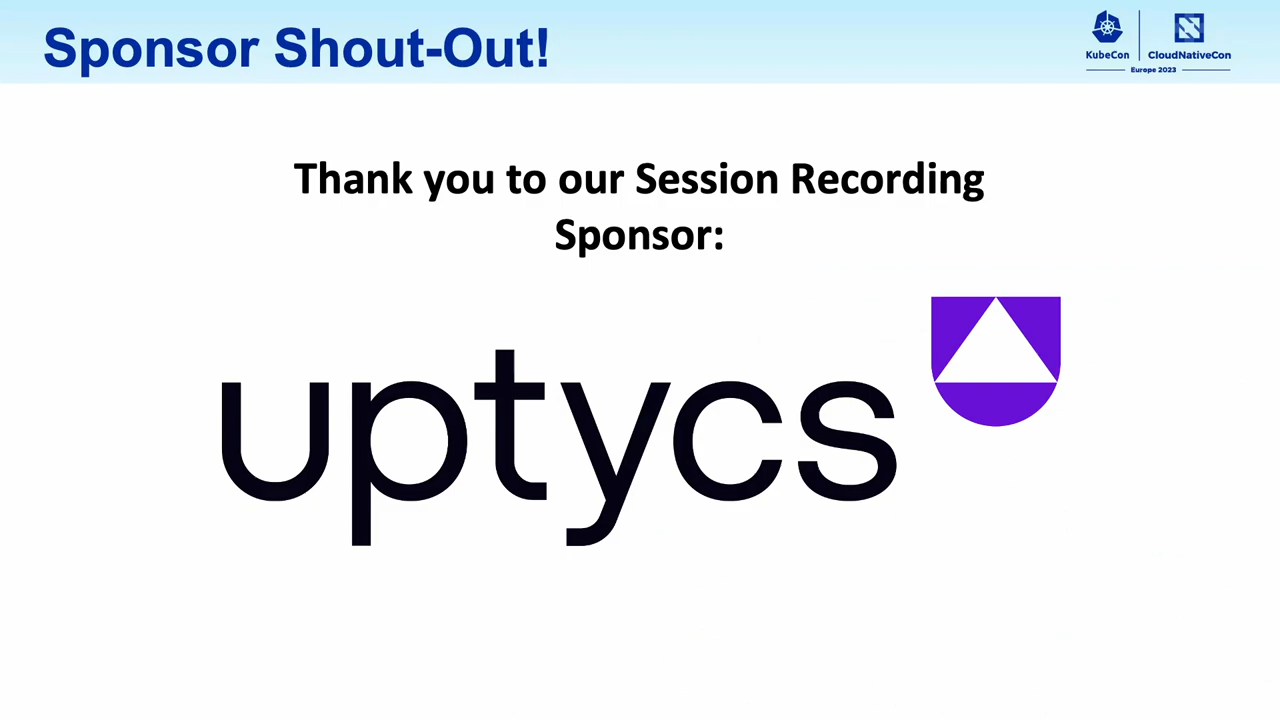 Sponsor Shout-Out!
KubeCon
CloudNativeCon
Europe 2023
Thank you to our Session Recording
Sponsor:
uptycs